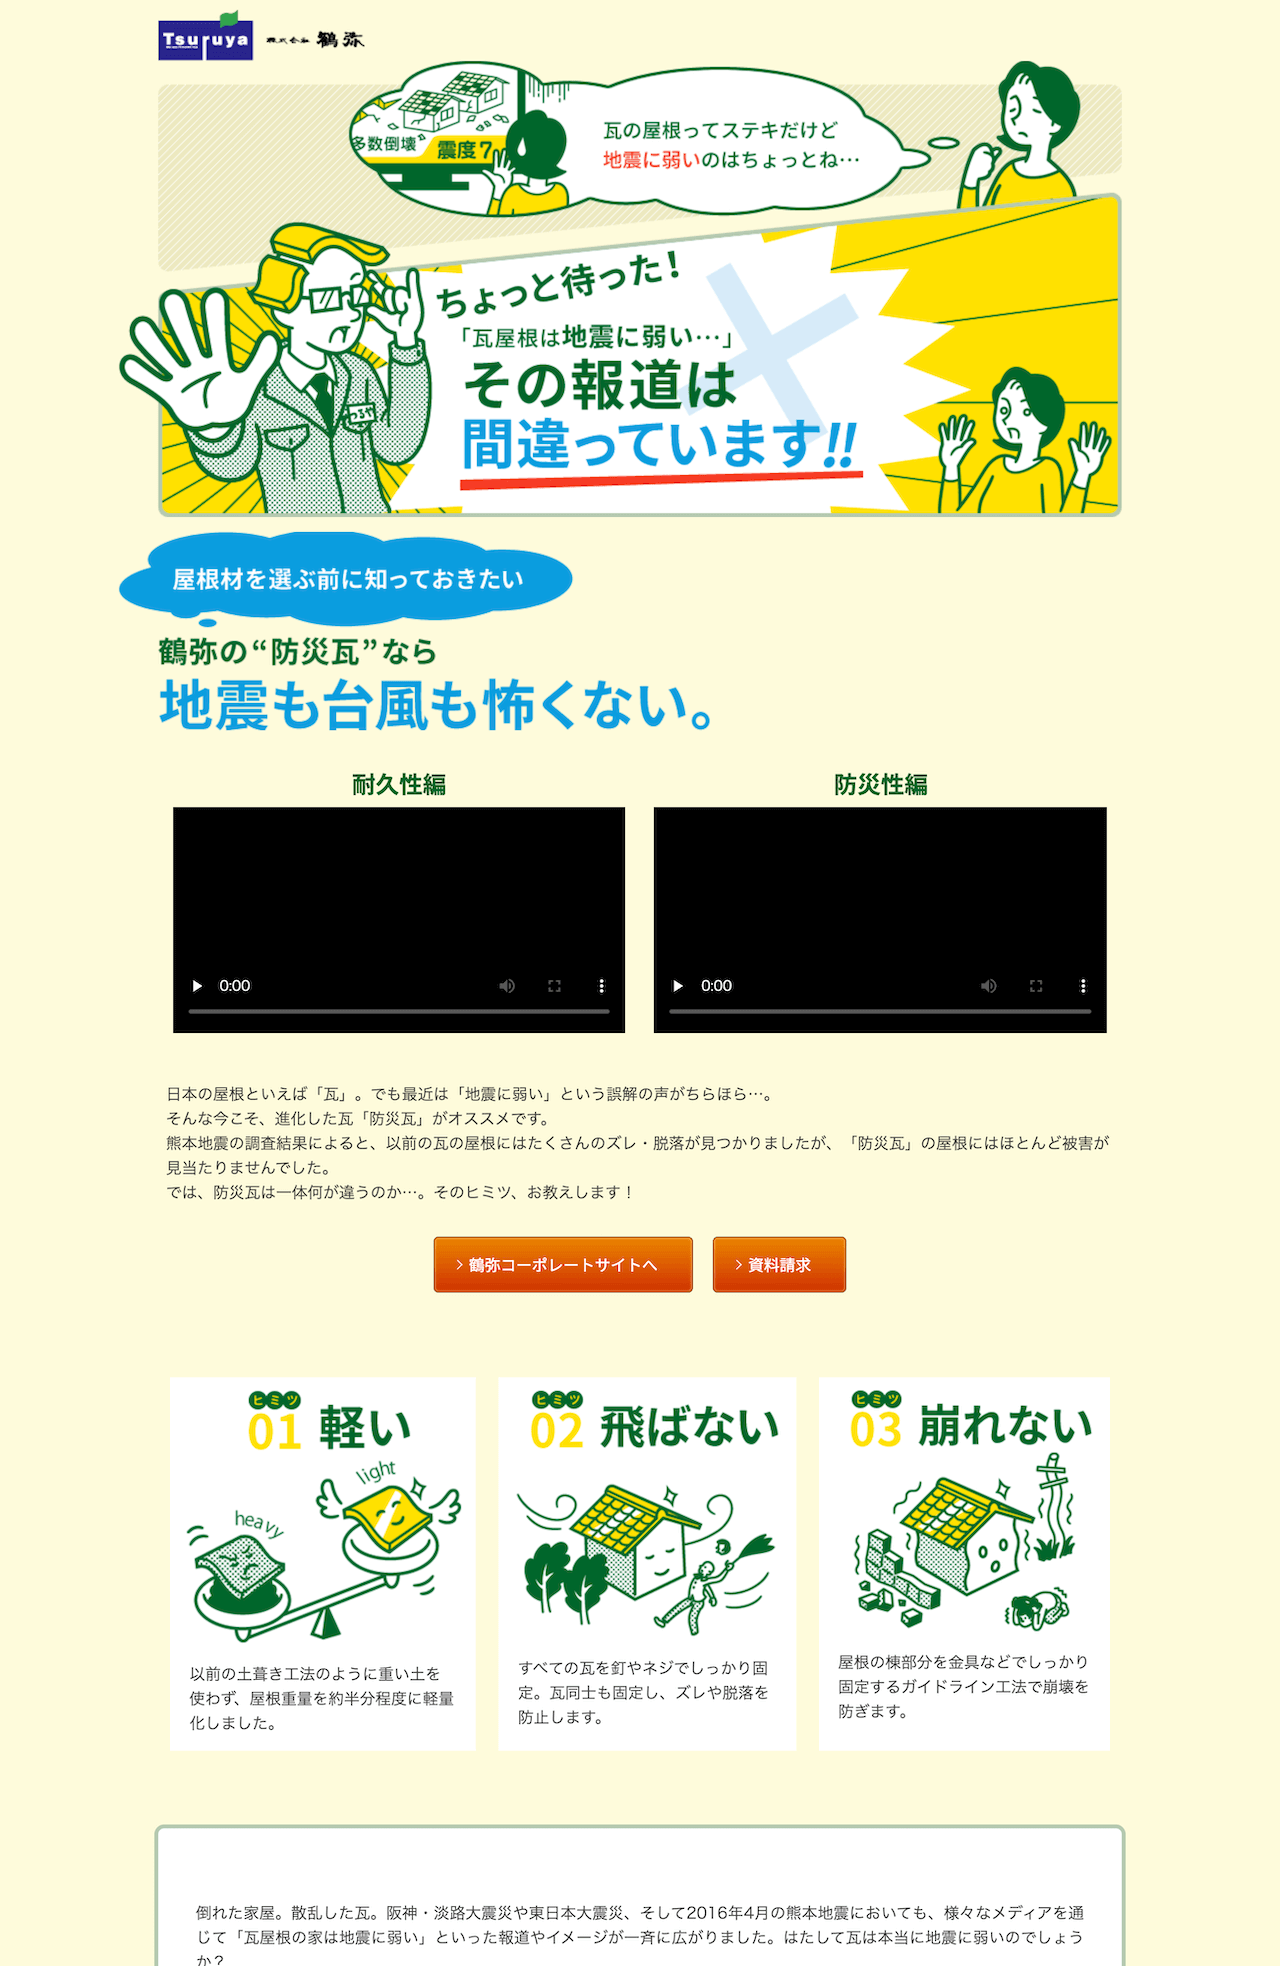 Tsuruya 株式会社 鶴弥
多数倒壊
震度7
瓦の屋根ってステキだけど
地震に弱いのはちょっとね…
ちょっと待った！
「瓦屋根は地震に弱い…」
その報道は
間違っています!!
つるや
屋根材を選ぶ前に知っておきたい
鶴弥の“防災瓦”なら
地震も台風も怖くない。
耐久性編
防災性編
0:00
0:00
日本の屋根といえば「瓦」。でも最近は「地震に弱い」という誤解の声がちらほら…。
そんな今こそ、進化した瓦「防災瓦」がオススメです。
熊本地震の調査結果によると、以前の瓦の屋根にはたくさんのズレ・脱落が見つかりましたが、「防災瓦」の屋根にはほとんど被害が
見当たりませんでした。
では、防災瓦は一体何が違うのか…。そのヒミツ、お教えします！
鶴弥コーポレートサイトへ
資料請求
ヒミツ
01 軽い
light
heavy
以前の土葺き工法のように重い土を
使わず、屋根重量を約半分程度に軽量
化しました。
ヒミツ
02 飛ばない
すべての瓦を釘やネジでしっかり固
定。瓦同士も固定し、ズレや脱落を
防止します。
ヒミツ
03 崩れない
屋根の棟部分を金具などでしっかり
固定するガイドライン工法で崩壊を
防ぎます。
倒れた家屋。散乱した瓦。阪神・淡路大震災や東日本大震災、そして2016年4月の熊本地震においても、様々なメディアを通
じて「瓦屋根の家は地震に弱い」といった報道やイメージが一斉に広がりました。はたして瓦は本当に地震に弱いのでしょう
か？